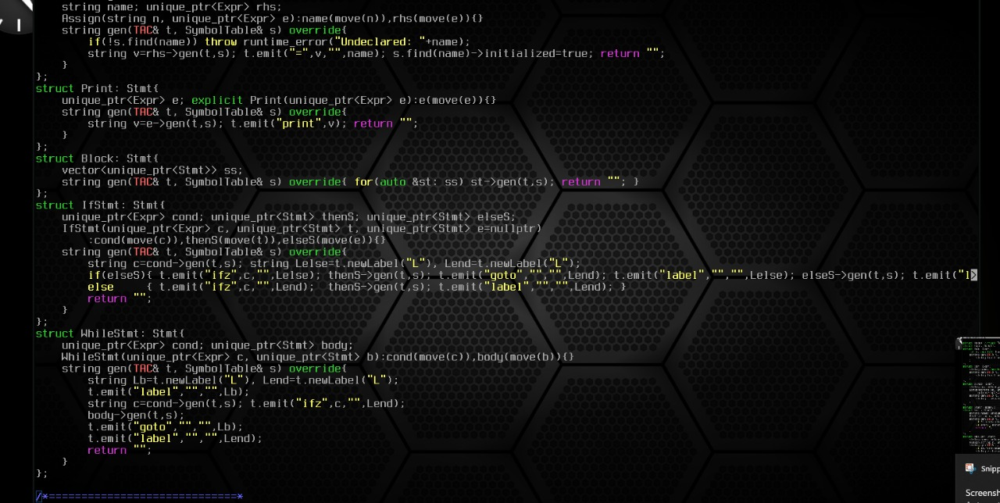 string name; unique_ptr<Expr> rhs;
Assign(string n, unique_ptr<Expr> e):name(move(n)),rhs(move(e)){}
string gen(TAC& t, SymbolTable& s) override{
if(!s.find(name)) throw runtime_error("Undeclared: "+name);
string v=rhs->gen(t,s); t.emit("=",v,"",name); s.find(name)->initialized=true; return "";
}
};
struct Print: Stmt{
unique_ptr<Expr> e; explicit Print(unique_ptr<Expr> e):e(move(e)){}
string gen(TAC& t, SymbolTable& s) override{
string v=e->gen(t,s); t.emit("print",v); return "";
}
};
struct Block: Stmt{
vector<unique_ptr<Stmt>> ss;
string gen(TAC& t, SymbolTable& s) override{ for(auto &st: ss) st->gen(t,s); return ""; }
};
struct IfStmt: Stmt{
unique_ptr<Expr> cond; unique_ptr<Stmt> thenS; unique_ptr<Stmt> elseS;
IfStmt(unique_ptr<Expr> c, unique_ptr<Stmt> t, unique_ptr<Stmt> e=nullptr)
:cond(move(c)),thenS(move(t)),elseS(move(e)){}
string gen(TAC& t, SymbolTable& s) override{
string c=cond->gen(t,s); string Lelse=t.newLabel("L"), Lend=t.newLabel("L");
if(elseS){ t.emit("ifz",c,"",Lelse); thenS->gen(t,s); t.emit("goto","","",Lend); t.emit("label","","",Lelse); elseS->gen(t,s); t.emit("l>
else     { t.emit("ifz",c,"",Lend);  thenS->gen(t,s); t.emit("label","","",Lend); }
return "";
}
};
struct WhileStmt: Stmt{
unique_ptr<Expr> cond; unique_ptr<Stmt> body;
WhileStmt(unique_ptr<Expr> c, unique_ptr<Stmt> b):cond(move(c)),body(move(b)){}
string gen(TAC& t, SymbolTable& s) override{
string Lb=t.newLabel("L"), Lend=t.newLabel("L");
t.emit("label","","",Lb);
string c=cond->gen(t,s); t.emit("ifz",c,"",Lend);
body->gen(t,s);
t.emit("goto","","",Lb);
t.emit("label","","",Lend);
return "";
}
};
/*=============================*
Snipp
Screensh